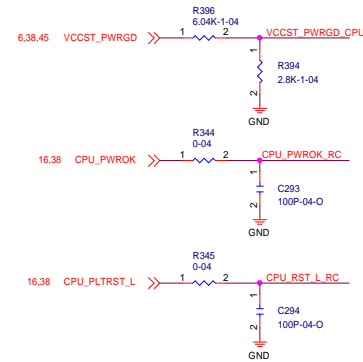 R396
6.04K-1-04
6,38,45 VCCST_PWRGD 1 2 VCCST_PWRGD_CPU
1
R394
2.8K-1-04
2
GND
R344
0-04
16,38 CPU_PWROK 1 2 CPU_PWROK_RC
1
C293
100P-04-O
2
GND
R345
0-04
16,38 CPU_PLTRST_L 1 2 CPU_RST_L_RC
1
C294
100P-04-O
2
GND